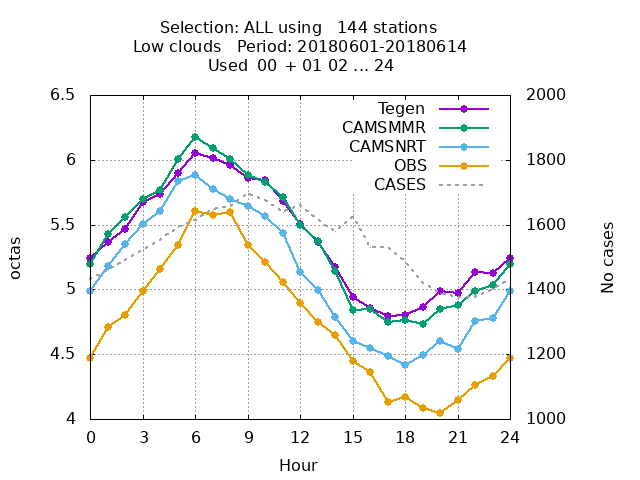 Selection: ALL using   144 stations
Low clouds   Period: 20180601-20180614
Used  00 + 01 02 ... 24
6.5
6
5.5
5
4.5
4
octas
2000
1800
1600
1400
1200
1000
No cases
Tegen
CAMSMMR
CAMSNRT
OBS
CASES
0 3 6 9 12 15 18 21 24
Hour